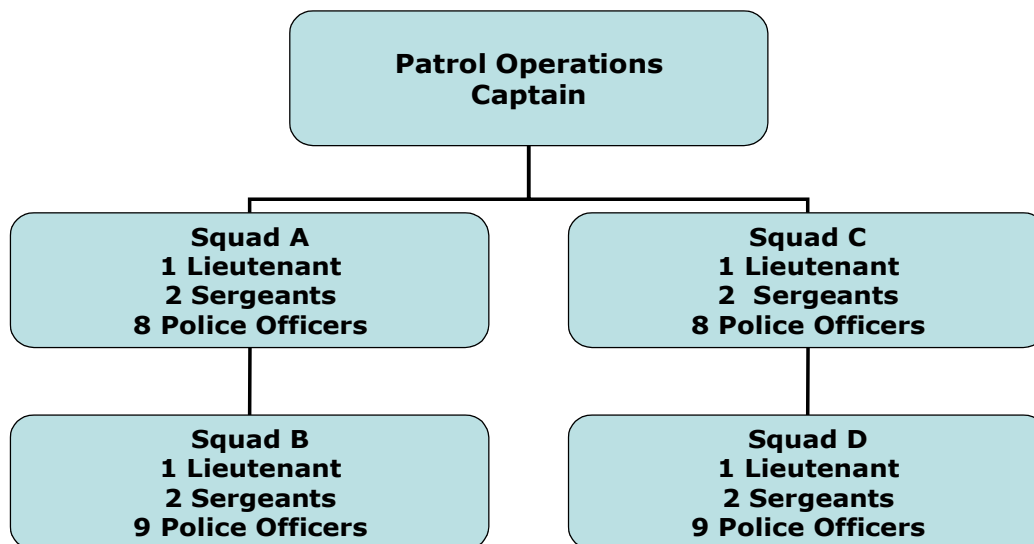 Patrol Operations
Captain
Squad A
1 Lieutenant
2 Sergeants
8 Police Officers
Squad C
1 Lieutenant
2  Sergeants
8 Police Officers
Squad B
1 Lieutenant
2 Sergeants
9 Police Officers
Squad D
1 Lieutenant
2 Sergeants
9 Police Officers